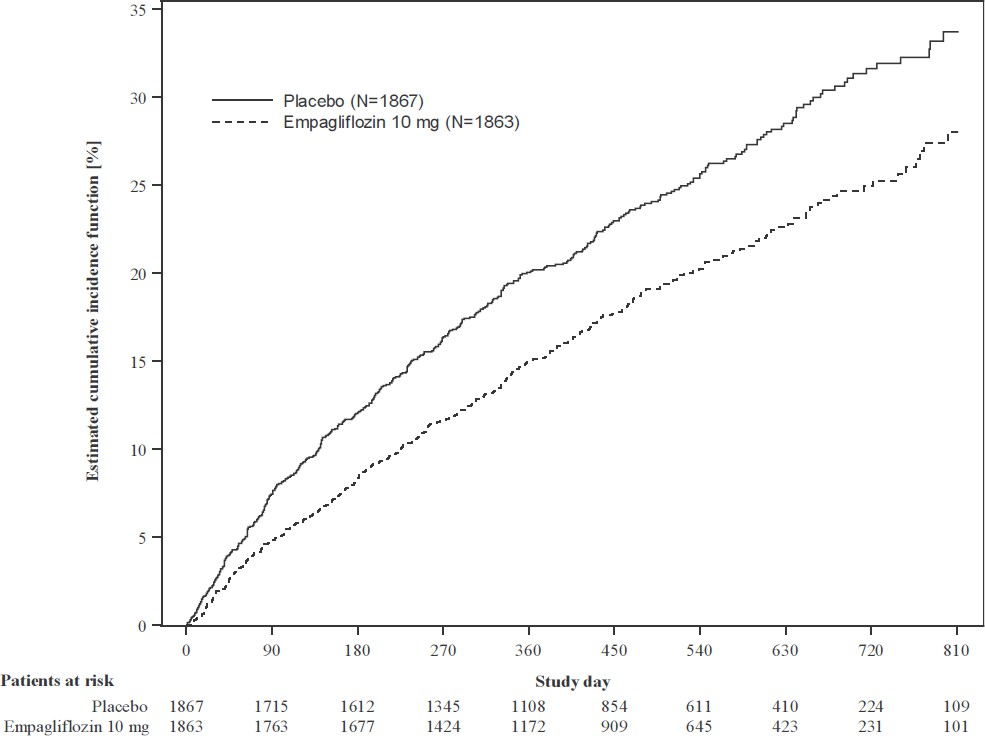 35
30
25
20
15
10
5
0
Estimated cumulative incidence function [%]
Placebo (N=1867)
Empagliflozin 10 mg (N=1863)
0 90 180 270 360 450 540 630 720 810
Patients at risk Study day
Placebo 1867 1715 1612 1345 1108 854 611 410 224 109
Empagliflozin 10 mg 1863 1763 1677 1424 1172 909 645 423 231 101